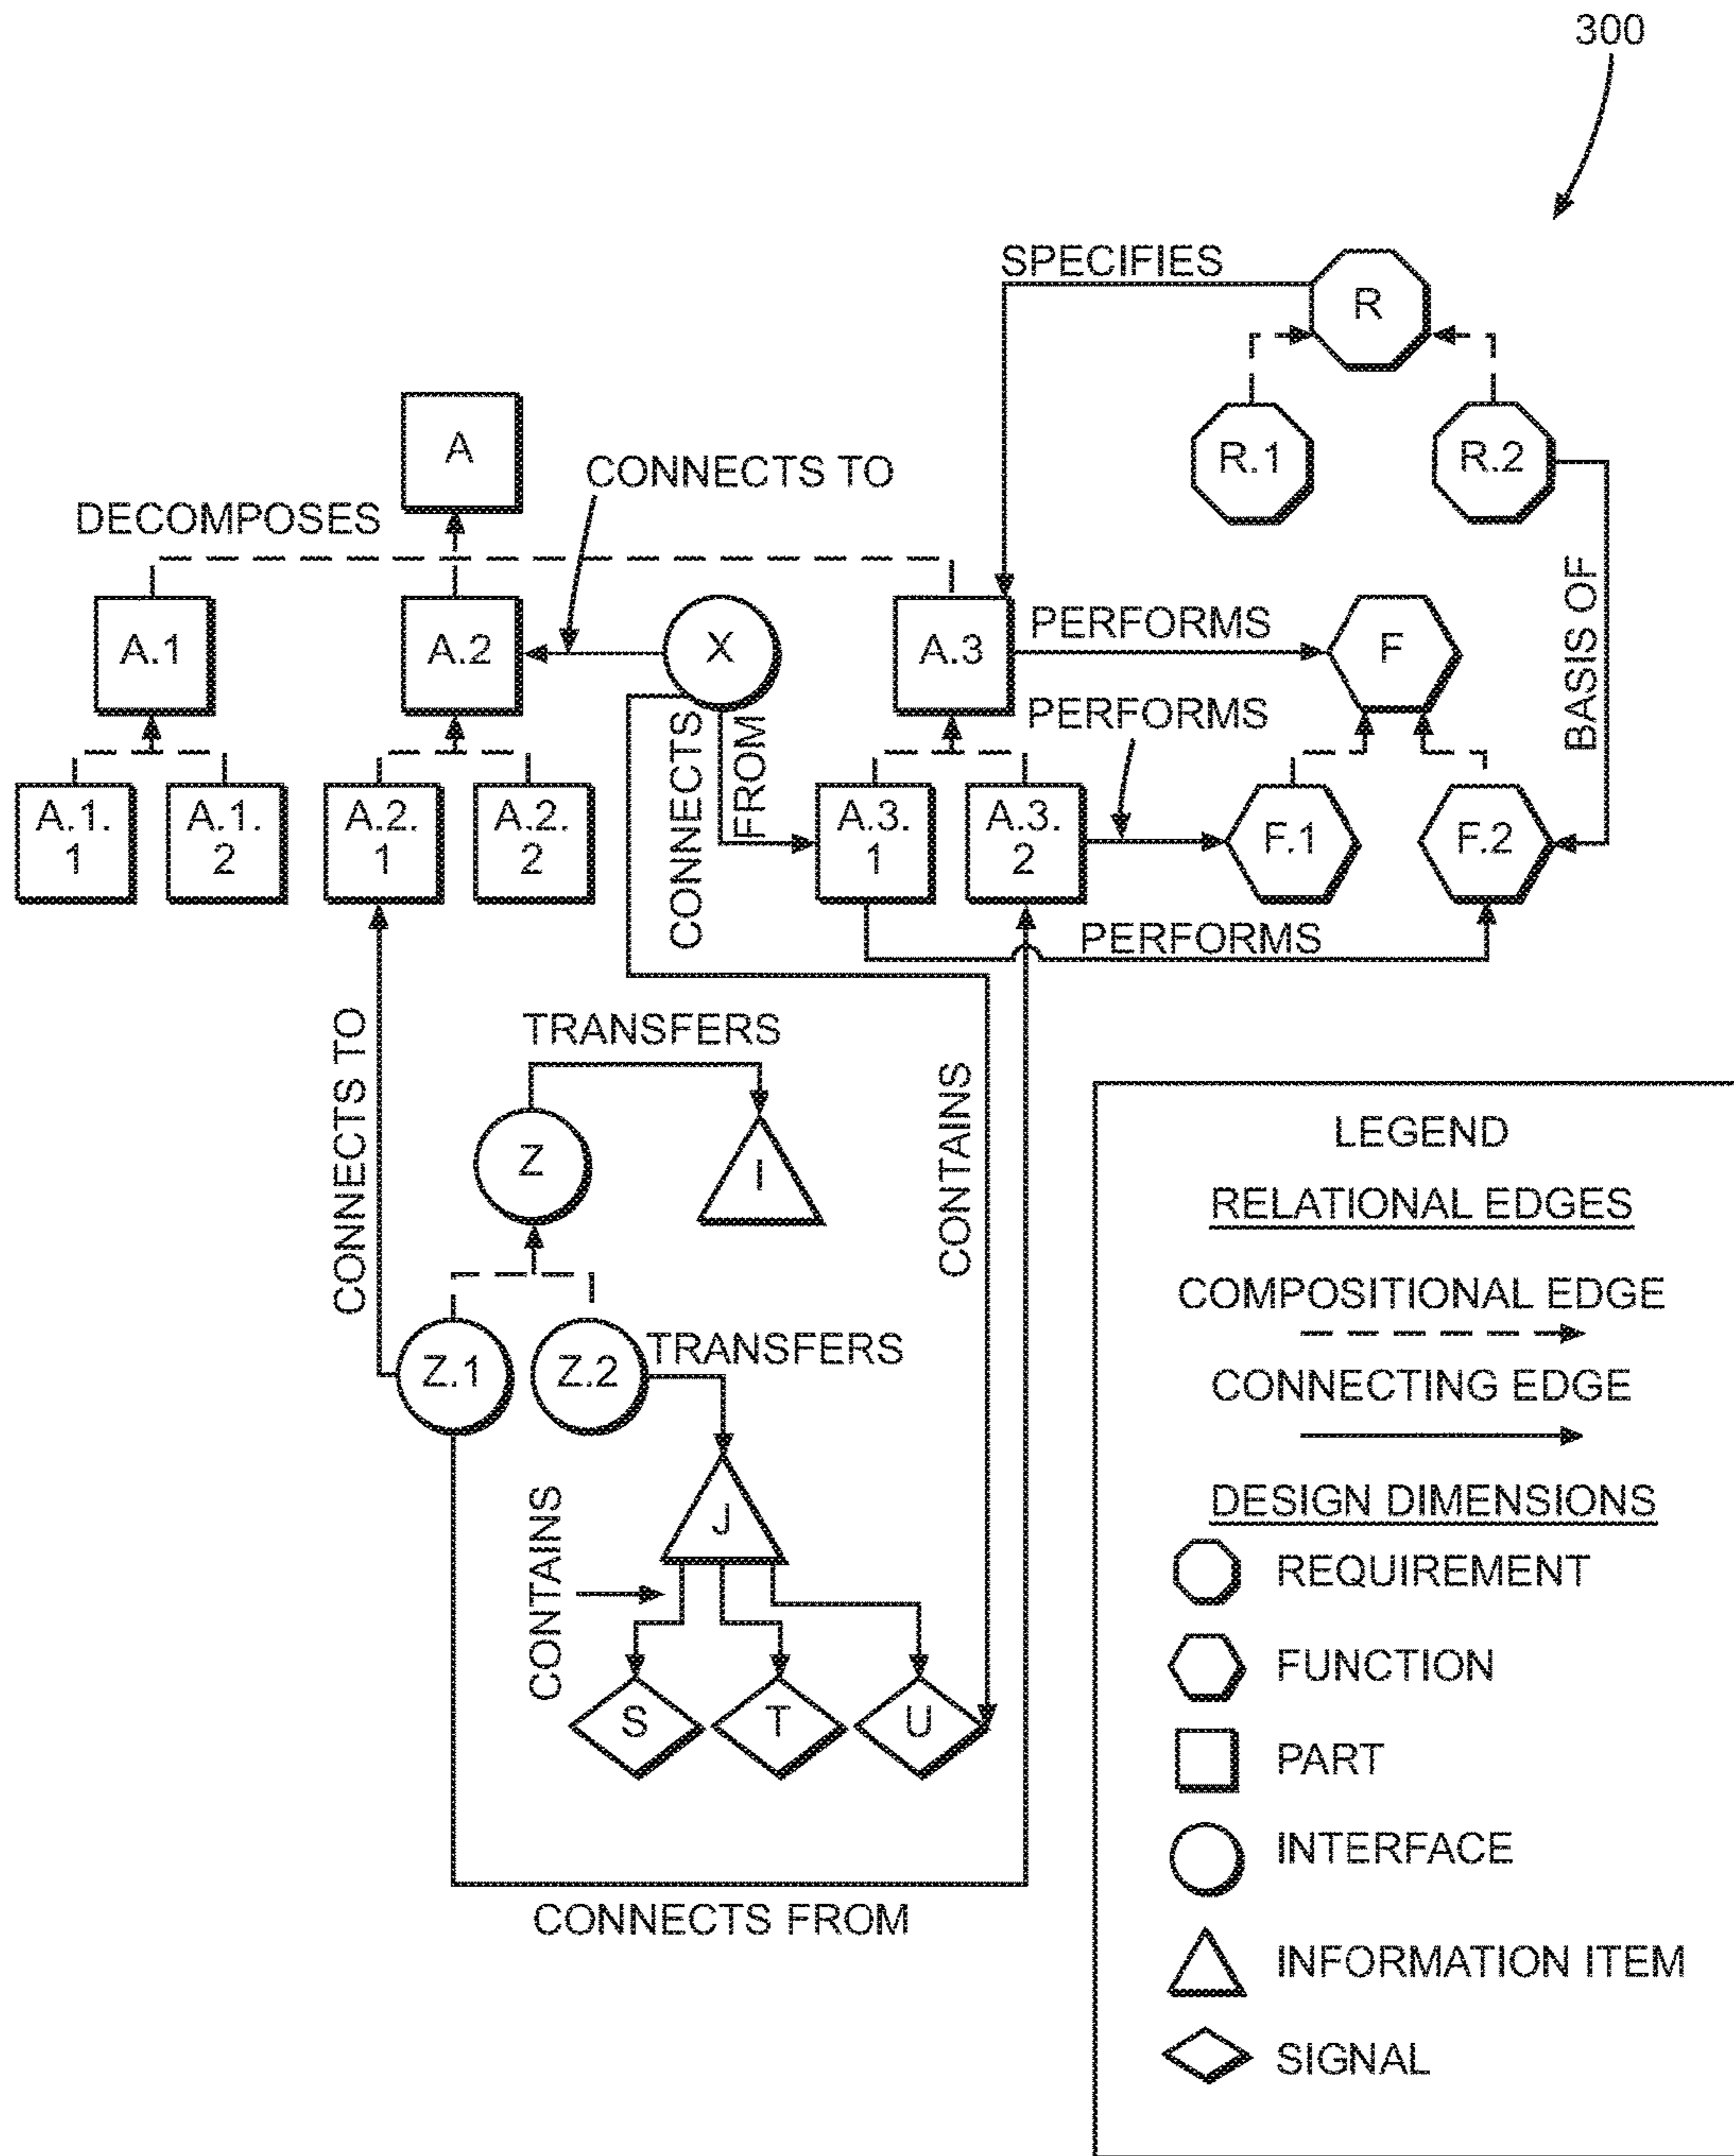 300
SPECIFIES
R
R.1
R.2
A
CONNECTS TO
DECOMPOSES
BASIS OF
A.1
A.2
X
A.3
PERFORMS
F
PERFORMS
CONNECTS
FROM
A.1.
1
A.1.
2
A.2.
1
A.2.
2
A.3.
1
A.3.
2
F.1
F.2
PERFORMS
CONNECTS TO
TRANSFERS
Z
I
CONTAINS
Z.1
Z.2
TRANSFERS
J
CONTAINS
S
T
U
CONNECTS FROM
LEGEND
RELATIONAL EDGES
COMPOSITIONAL EDGE
CONNECTING EDGE
DESIGN DIMENSIONS
REQUIREMENT
FUNCTION
PART
INTERFACE
INFORMATION ITEM
SIGNAL